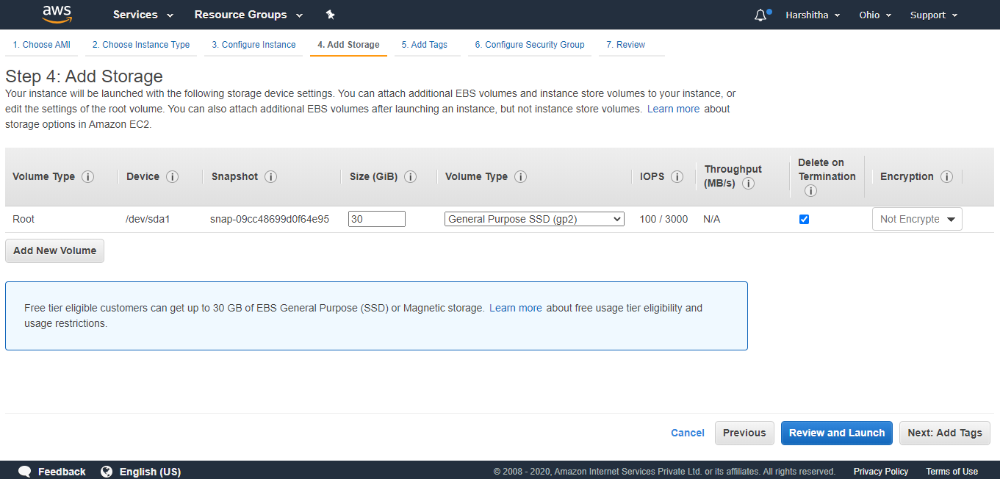 aws
Services
Resource Groups
Harshitha
Ohio
Support
1. Choose AMI
2. Choose Instance Type
3. Configure Instance
4. Add Storage
5. Add Tags
6. Configure Security Group
7. Review
Step 4: Add Storage
Your instance will be launched with the following storage device settings. You can attach additional EBS volumes and instance store volumes to your instance, or
edit the settings of the root volume. You can also attach additional EBS volumes after launching an instance, but not instance store volumes. Learn more about
storage options in Amazon EC2.
Volume Type
Device
Snapshot
Size (GiB)
Volume Type
IOPS
Throughput
(MB/s)
Delete on
Termination
Encryption
Root
/dev/sda1
snap-09cc48699d0f64e95
30
General Purpose SSD (gp2)
100 / 3000
N/A
Not Encrypte
Add New Volume
Free tier eligible customers can get up to 30 GB of EBS General Purpose (SSD) or Magnetic storage. Learn more about free usage tier eligibility and
usage restrictions.
Cancel
Previous
Review and Launch
Next: Add Tags
Feedback
English (US)
© 2008 - 2020, Amazon Internet Services Private Ltd. or its affiliates. All rights reserved.
Privacy Policy
Terms of Use